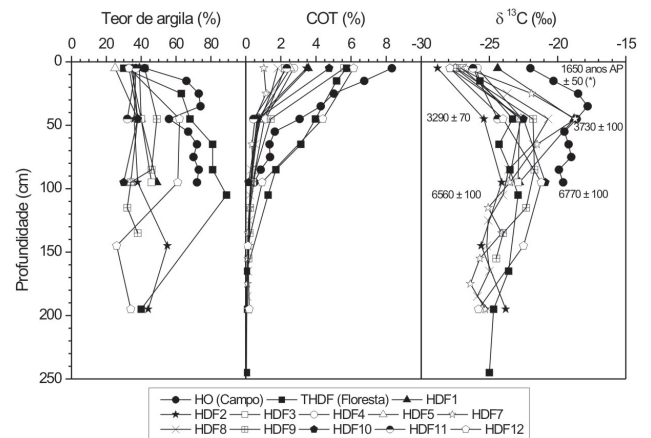 Teor de argila (%)
COT (%)
δ ¹³C (‰)
0 20 40 60 80
0 2 4 6 8 10
-30 -25 -20 -15
0
50
100
150
200
250
Profundidade (cm)
1650 anos AP
± 50 (*)
3290 ± 70
3730 ± 100
6560 ± 100
6770 ± 100
HO (Campo) THDF (Floresta) HDF1
HDF2 HDF3 HDF4 HDF5 HDF7
HDF8 HDF9 HDF10 HDF11 HDF12